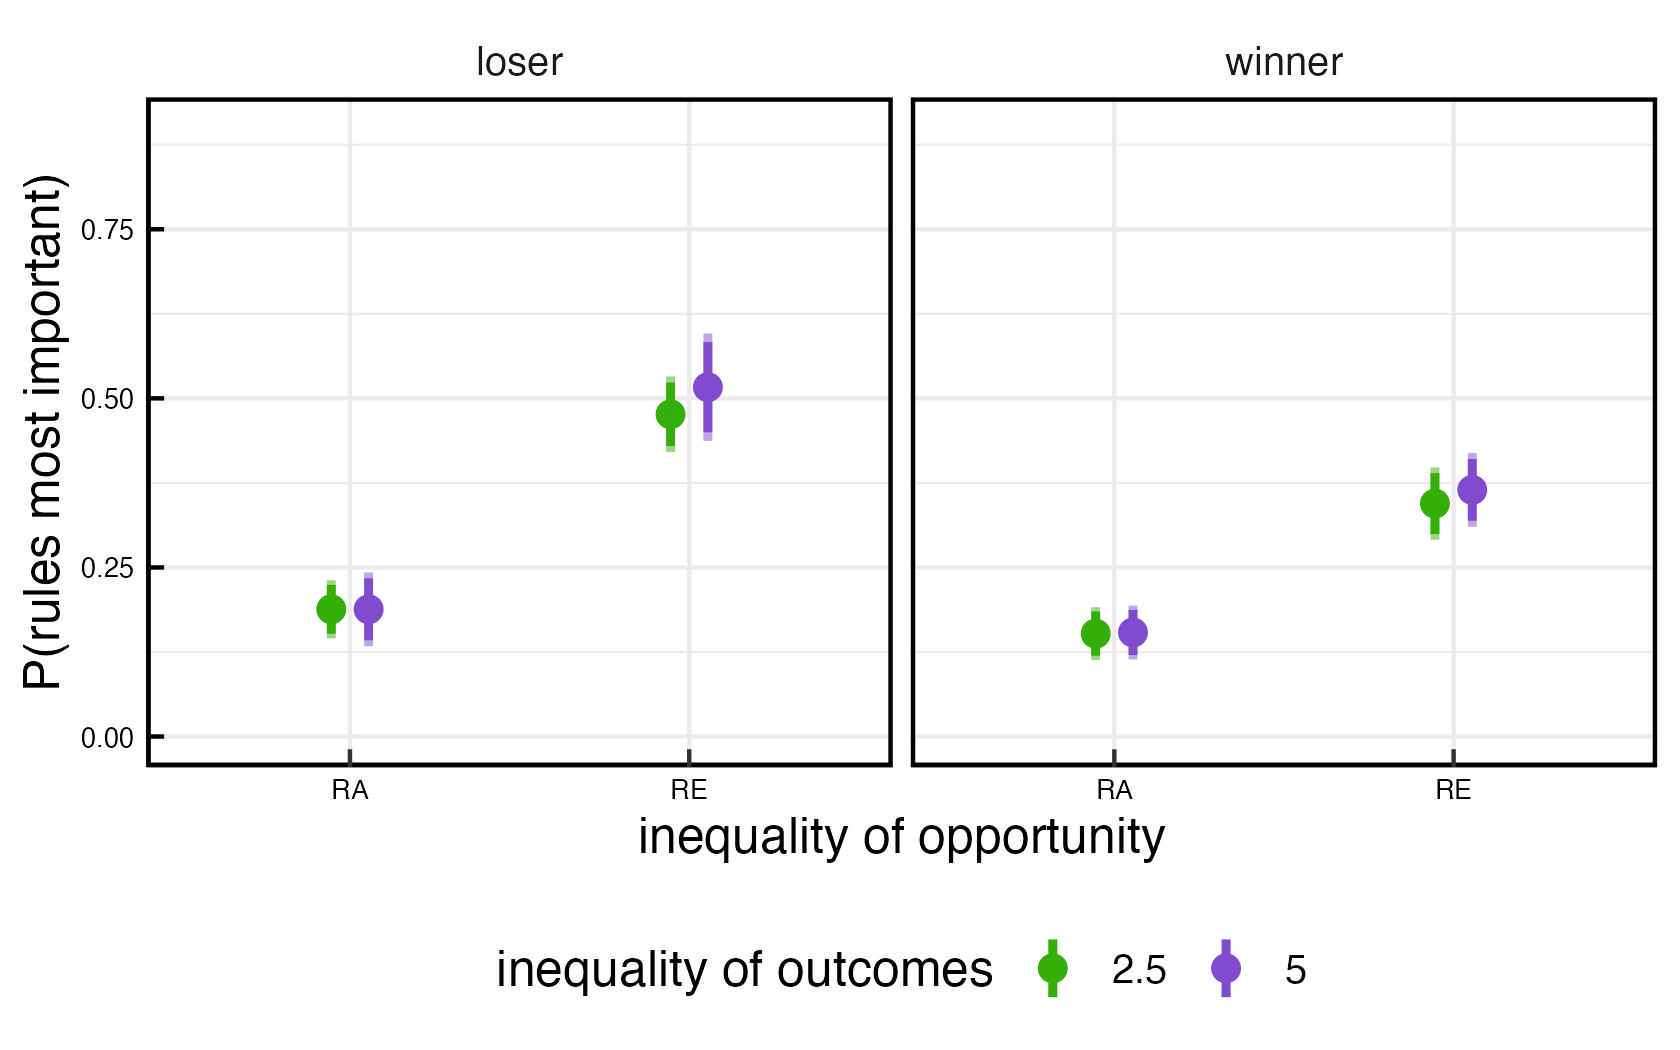 loser
winner
P(rules most important)
0.75
0.50
0.25
0.00
RA
RE
RA
RE
inequality of opportunity
inequality of outcomes 2.5 5